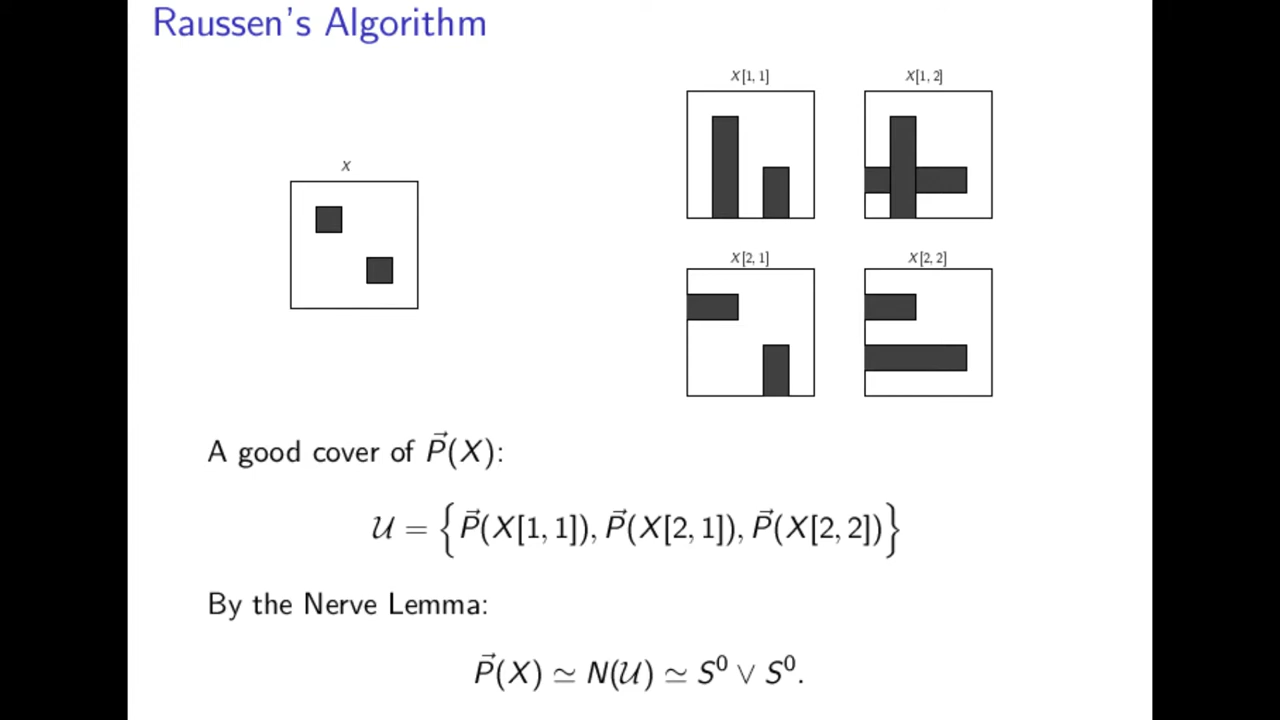 Raussen's Algorithm
X
X[1, 1]
X[1, 2]
X[2, 1]
X[2, 2]
A good cover of P⃗(X):
𝒰 = {P⃗(X[1, 1]), P⃗(X[2, 1]), P⃗(X[2, 2])}
By the Nerve Lemma:
P⃗(X) ≃ N(𝒰) ≃ S⁰ ∨ S⁰.